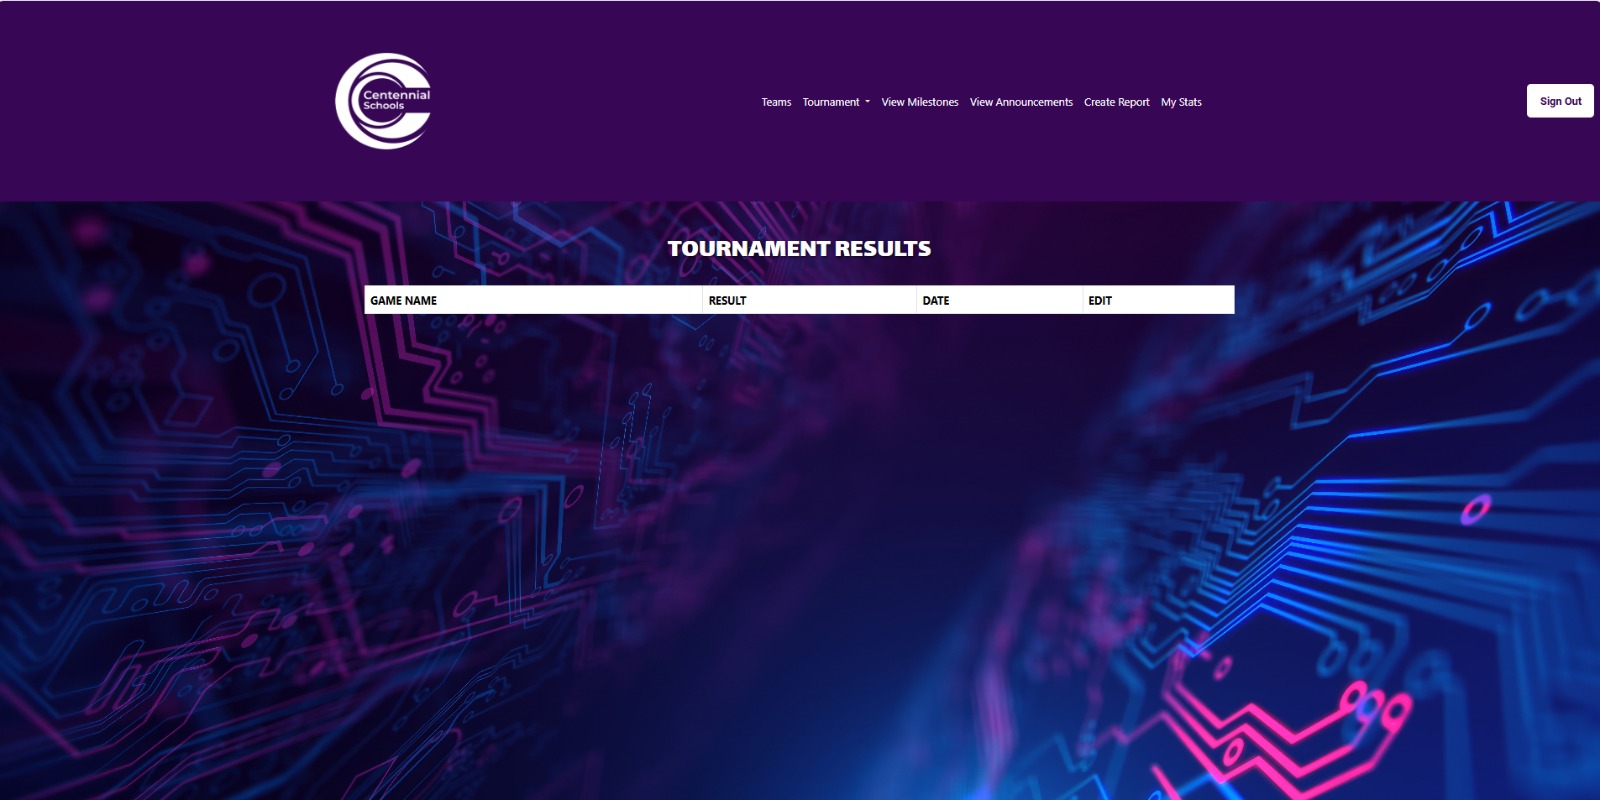 Centennial
Schools
Teams Tournament View Milestones View Announcements Create Report My Stats
Sign Out
TOURNAMENT RESULTS
GAME NAME RESULT DATE EDIT